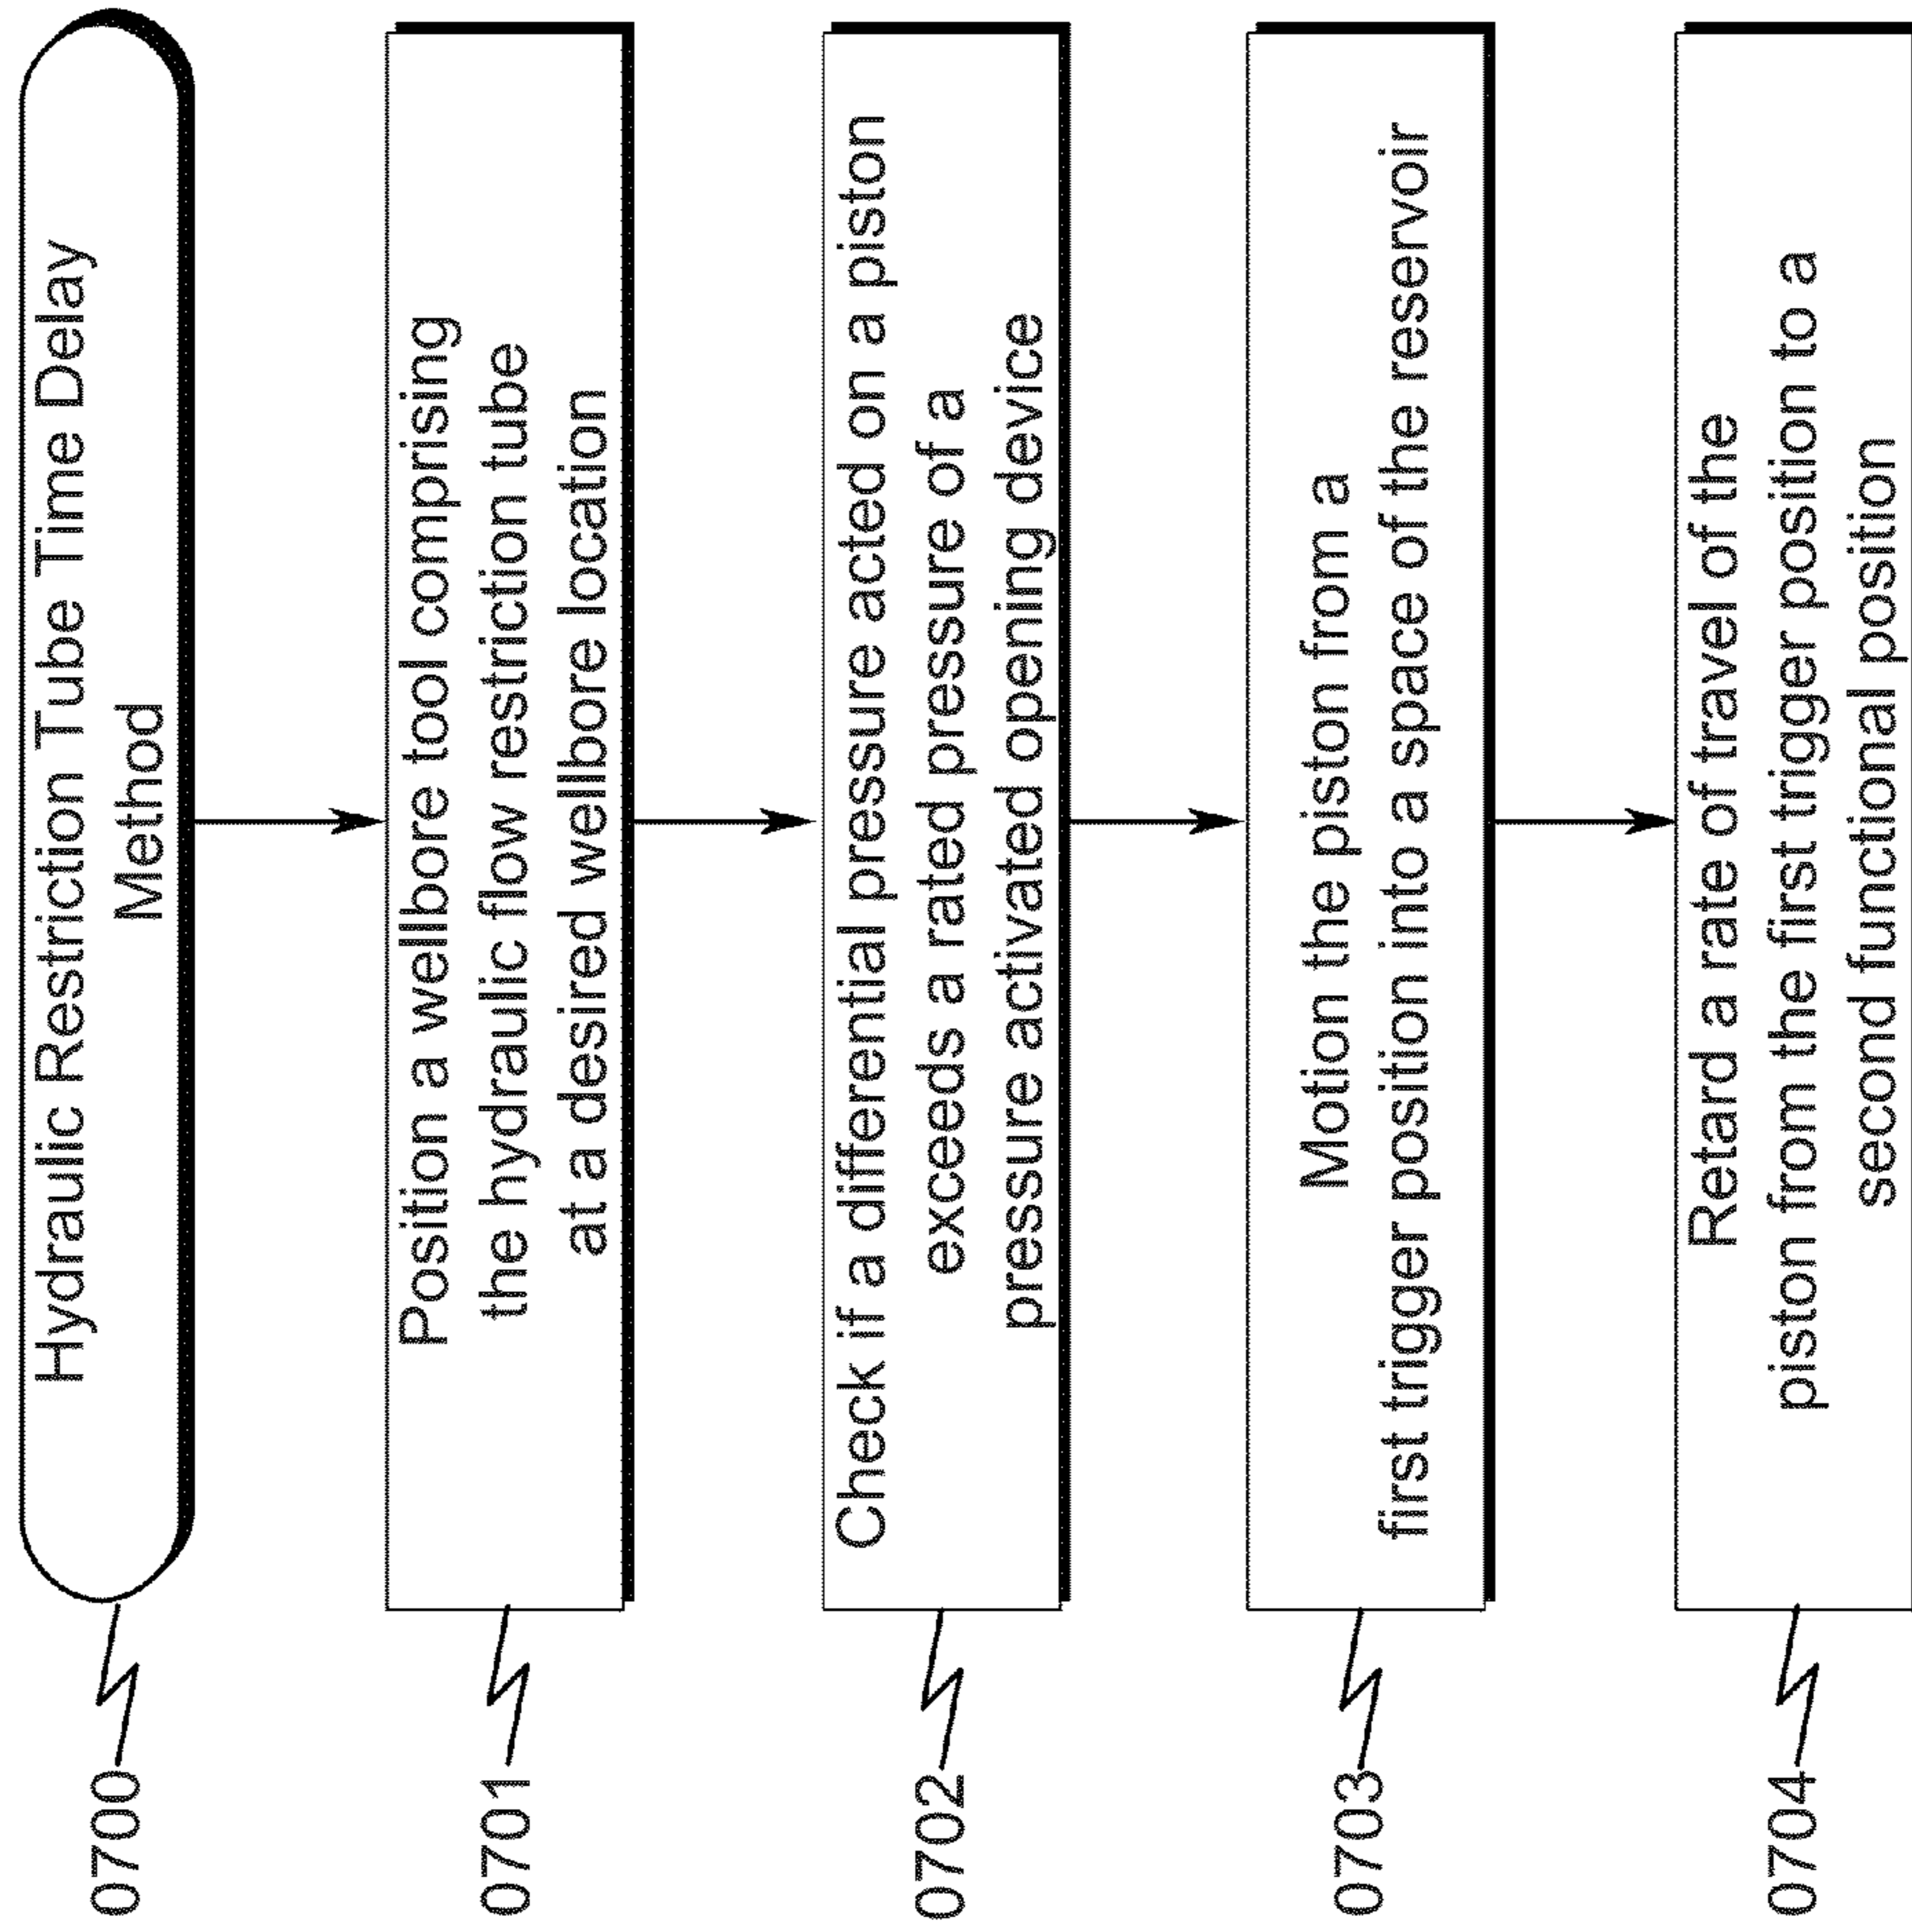 Hydraulic Restriction Tube Time Delay
Method
0700
Position a wellbore tool comprising
the hydraulic flow restriction tube
at a desired wellbore location
0701
Check if a differential pressure acted on a piston
exceeds a rated pressure of a
pressure activated opening device
0702
Motion the piston from a
first trigger position into a space of the reservoir
0703
Retard a rate of travel of the
piston from the first trigger position to a
second functional position
0704